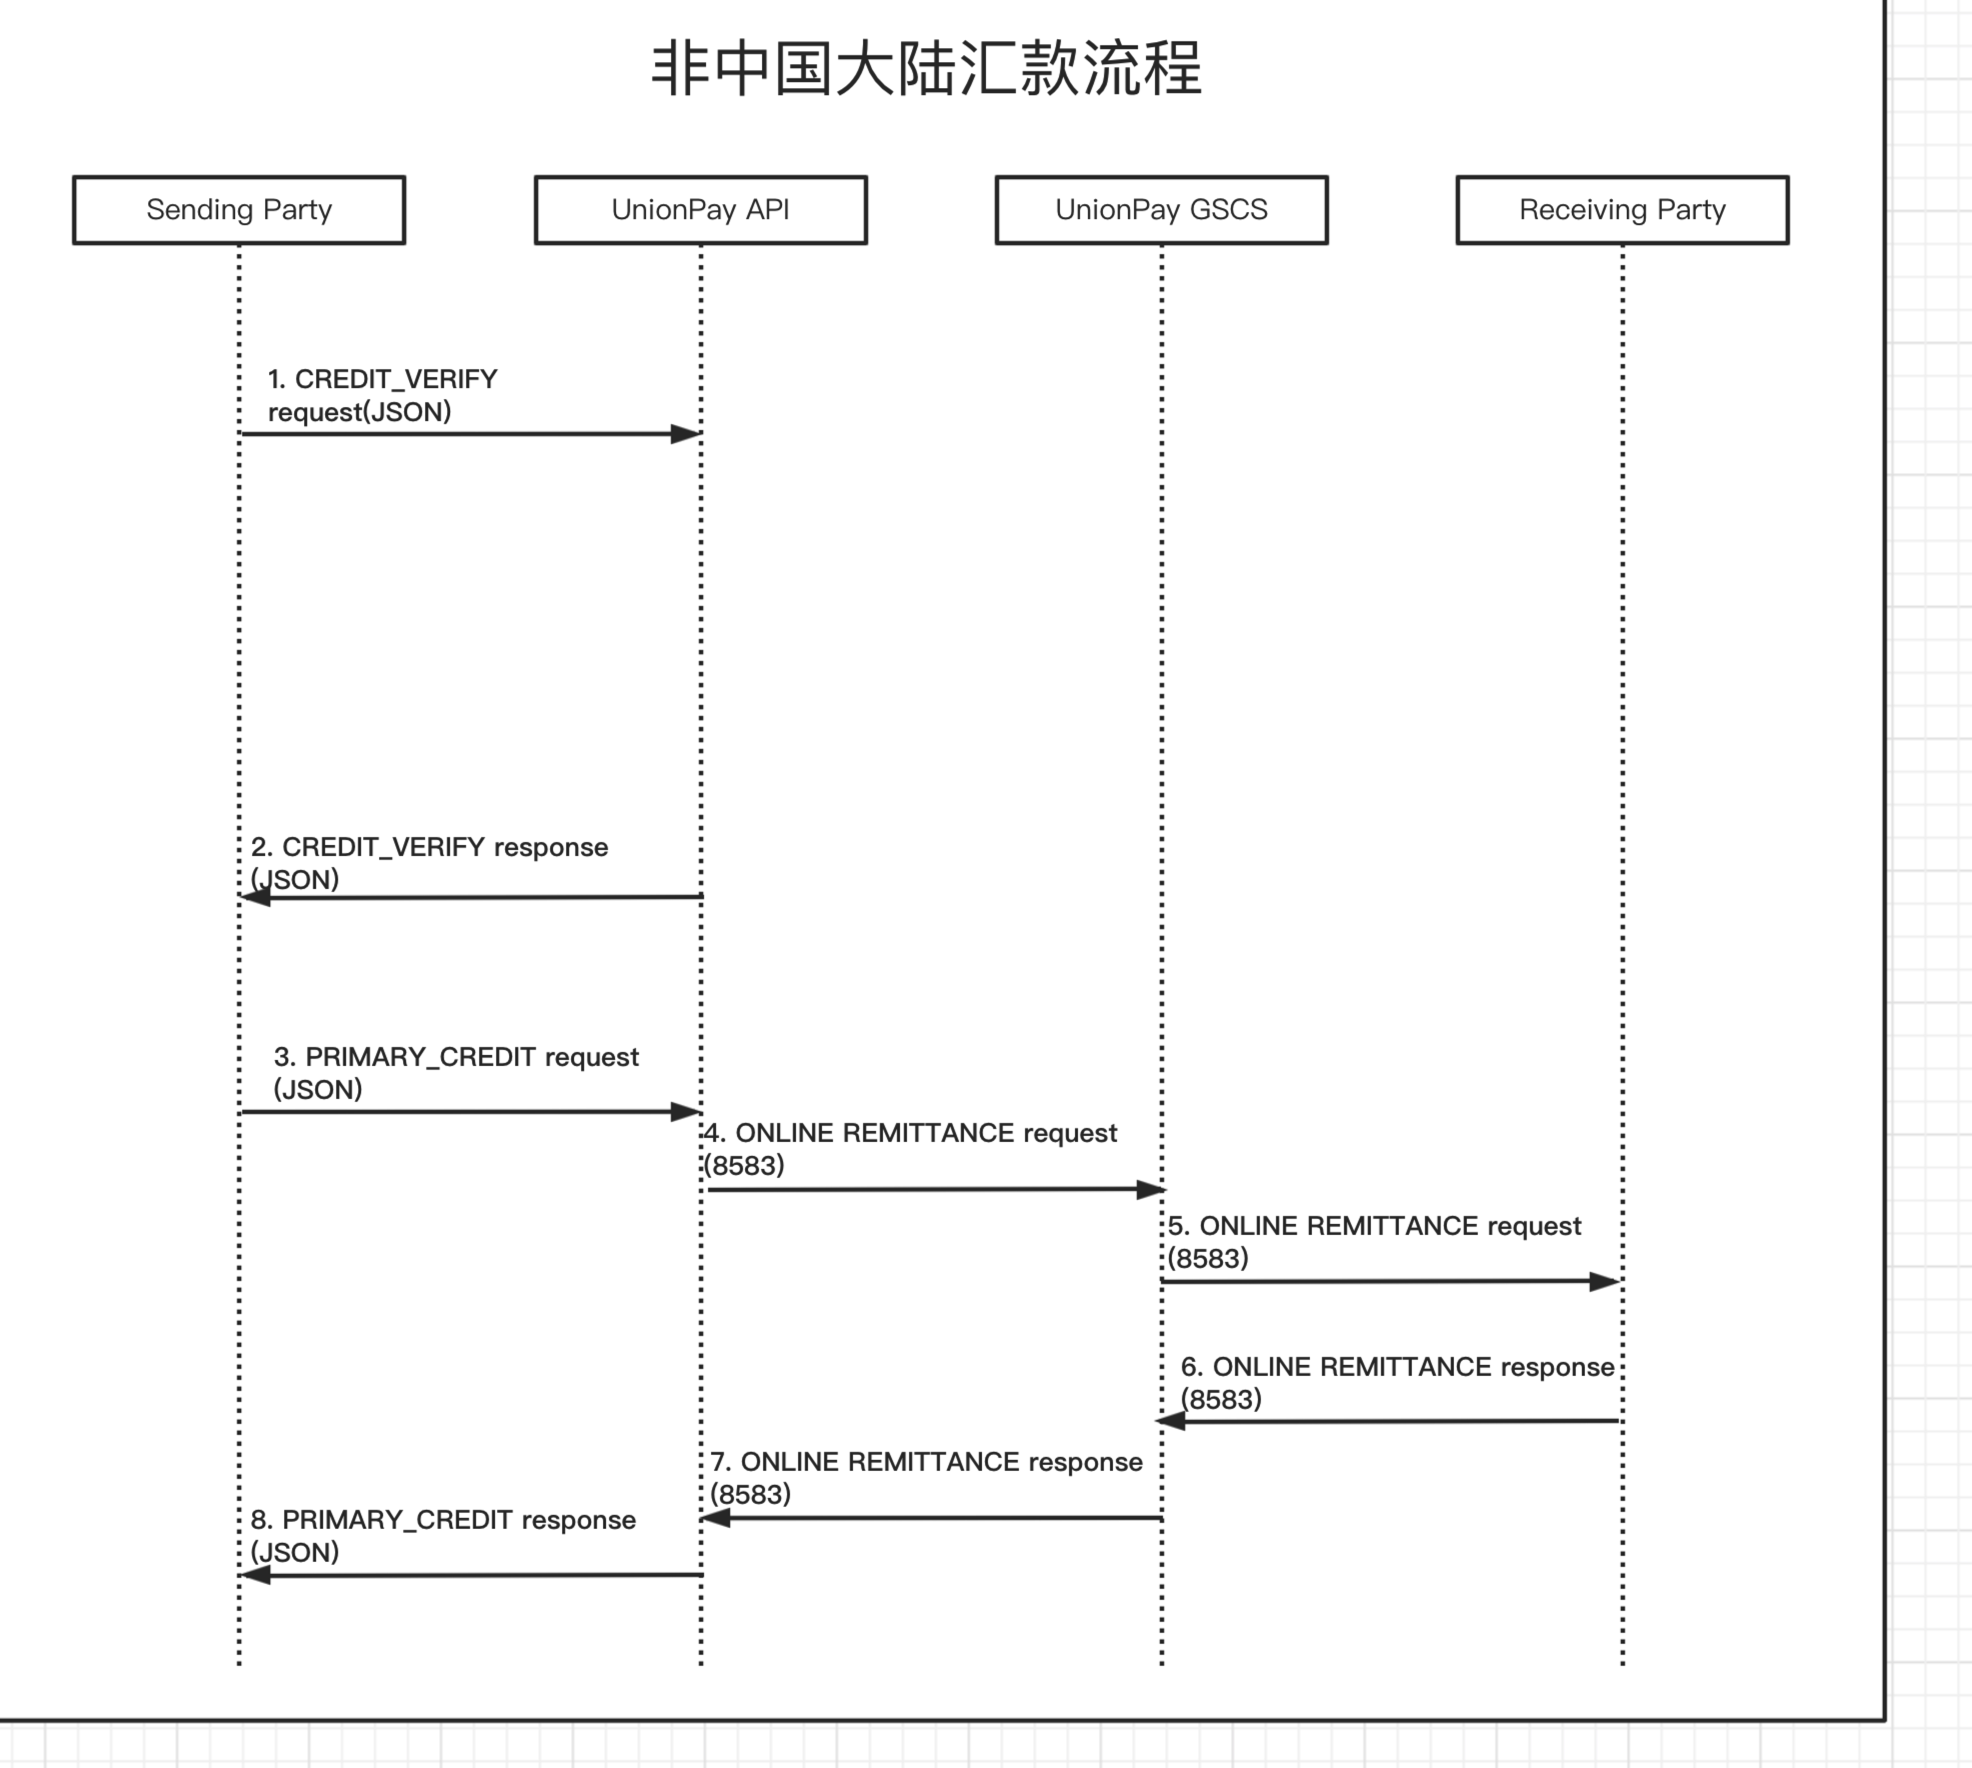 非中国大陆汇款流程
Sending Party
UnionPay API
UnionPay GSCS
Receiving Party
1. CREDIT_VERIFY
request(JSON)
2. CREDIT_VERIFY response
(JSON)
3. PRIMARY_CREDIT request
(JSON)
4. ONLINE REMITTANCE request
(8583)
5. ONLINE REMITTANCE request
(8583)
6. ONLINE REMITTANCE response
(8583)
7. ONLINE REMITTANCE response
(8583)
8. PRIMARY_CREDIT response
(JSON)